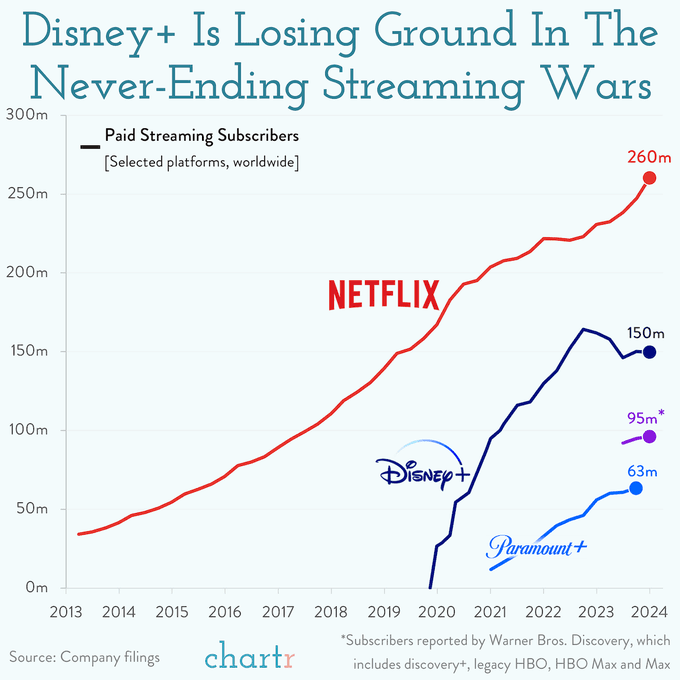 Disney+ Is Losing Ground In The
Never-Ending Streaming Wars
300m
Paid Streaming Subscribers
[Selected platforms, worldwide]
260m
250m
200m
NETFLIX
150m
150m
100m
95m*
Disney+
63m
50m
Paramount+
0m
2013 2014 2015 2016 2017 2018 2019 2020 2021 2022 2023 2024
*Subscribers reported by Warner Bros. Discovery, which
includes discovery+, legacy HBO, HBO Max and Max
Source: Company filings
chartr